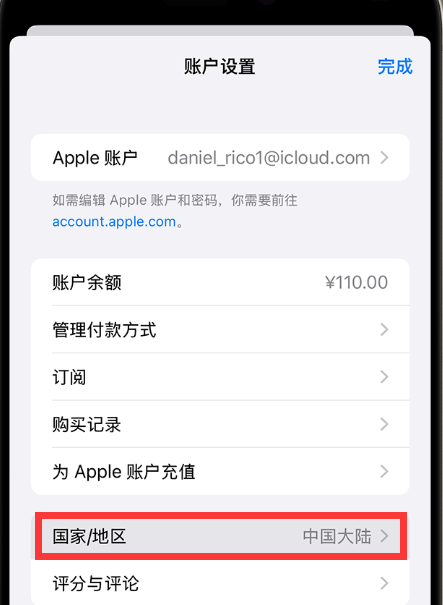 账户设置 完成
Apple 账户 daniel_rico1@icloud.com
如需编辑 Apple 账户和密码，你需要前往
account.apple.com。
账户余额 ¥110.00
管理付款方式
订阅
购买记录
为 Apple 账户充值
国家/地区 中国大陆
评分与评论